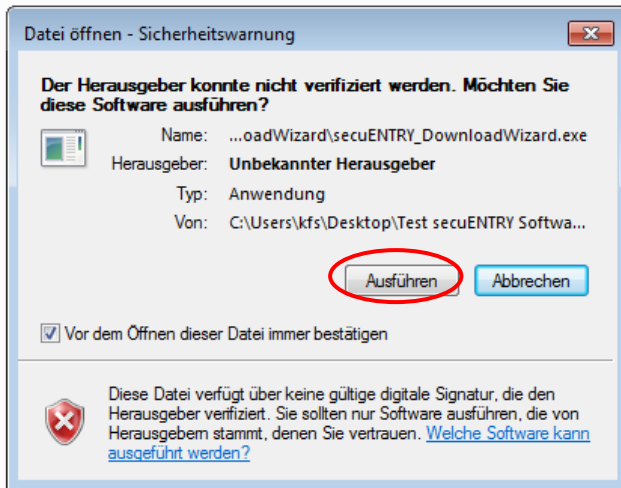 Datei öffnen - Sicherheitswarnung
Der Herausgeber konnte nicht verifiziert werden. Möchten Sie
diese Software ausführen?
Name: ...oadWizard\secuENTRY_DownloadWizard.exe
Herausgeber: Unbekannter Herausgeber
Typ: Anwendung
Von: C:\Users\kfs\Desktop\Test secuENTRY Softwa...
Ausführen Abbrechen
Vor dem Öffnen dieser Datei immer bestätigen
Diese Datei verfügt über keine gültige digitale Signatur, die den
Herausgeber verifiziert. Sie sollten nur Software ausführen, die von
Herausgebern stammt, denen Sie vertrauen. Welche Software kann
ausgeführt werden?